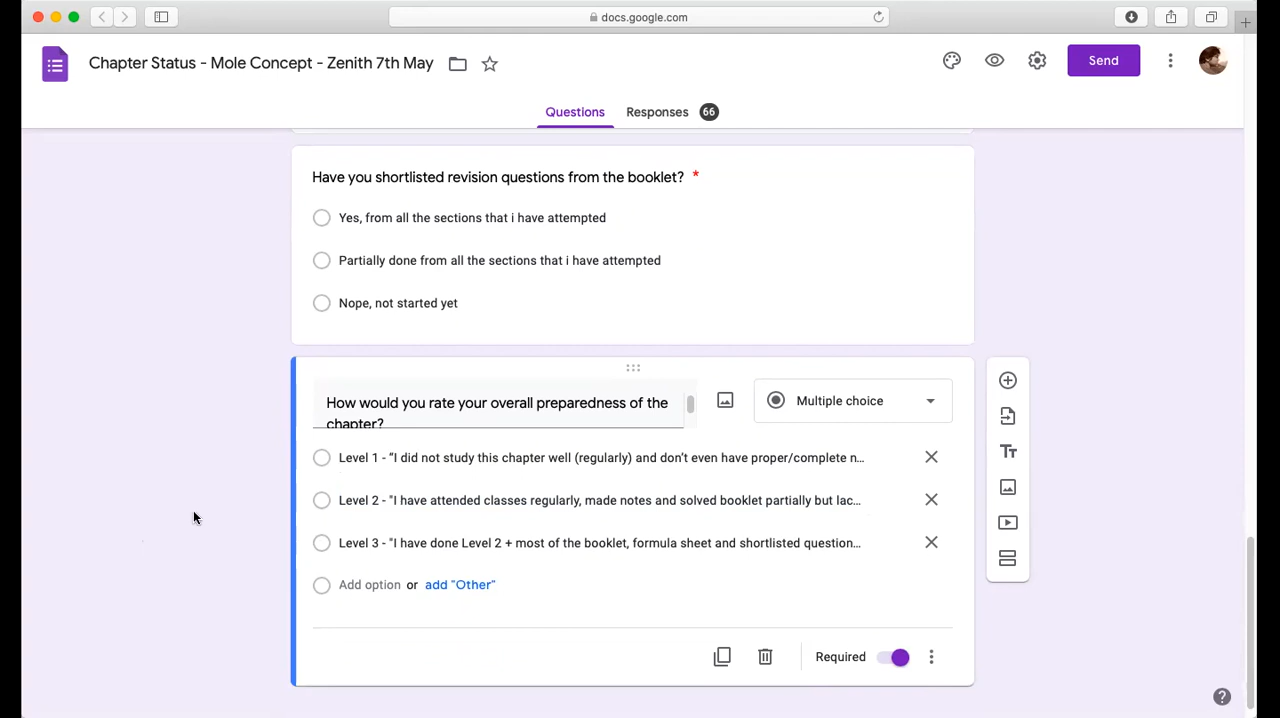 docs.google.com
Chapter Status - Mole Concept - Zenith 7th May
Send
Questions
Responses 66
Have you shortlisted revision questions from the booklet? *
Yes, from all the sections that i have attempted
Partially done from all the sections that i have attempted
Nope, not started yet
How would you rate your overall preparedness of the
chapter?
Multiple choice
Level 1 - “I did not study this chapter well (regularly) and don’t even have proper/complete n...
Level 2 - "I have attended classes regularly, made notes and solved booklet partially but lac...
Level 3 - "I have done Level 2 + most of the booklet, formula sheet and shortlisted question...
Add option or add "Other"
Required